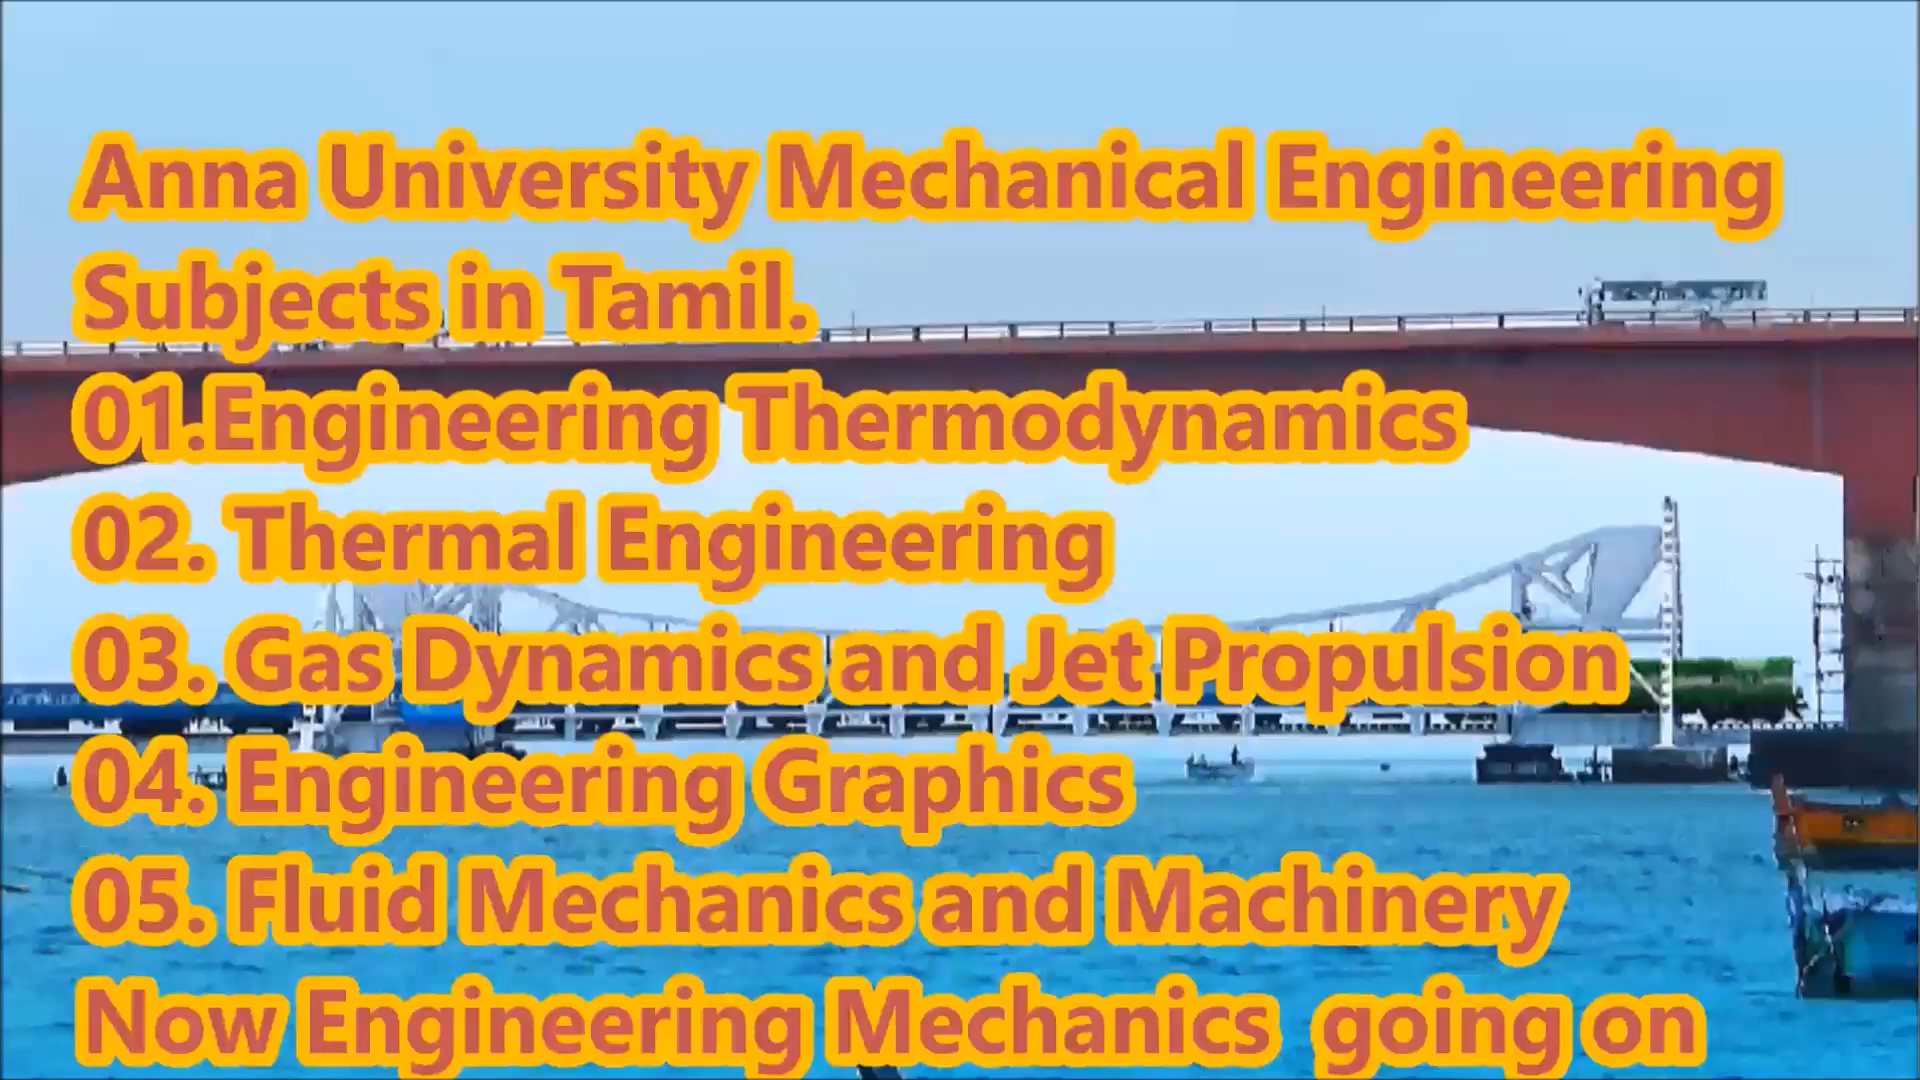 Anna University Mechanical Engineering
Subjects in Tamil.
01.Engineering Thermodynamics
02. Thermal Engineering
03. Gas Dynamics and Jet Propulsion
04. Engineering Graphics
05. Fluid Mechanics and Machinery
Now Engineering Mechanics going on